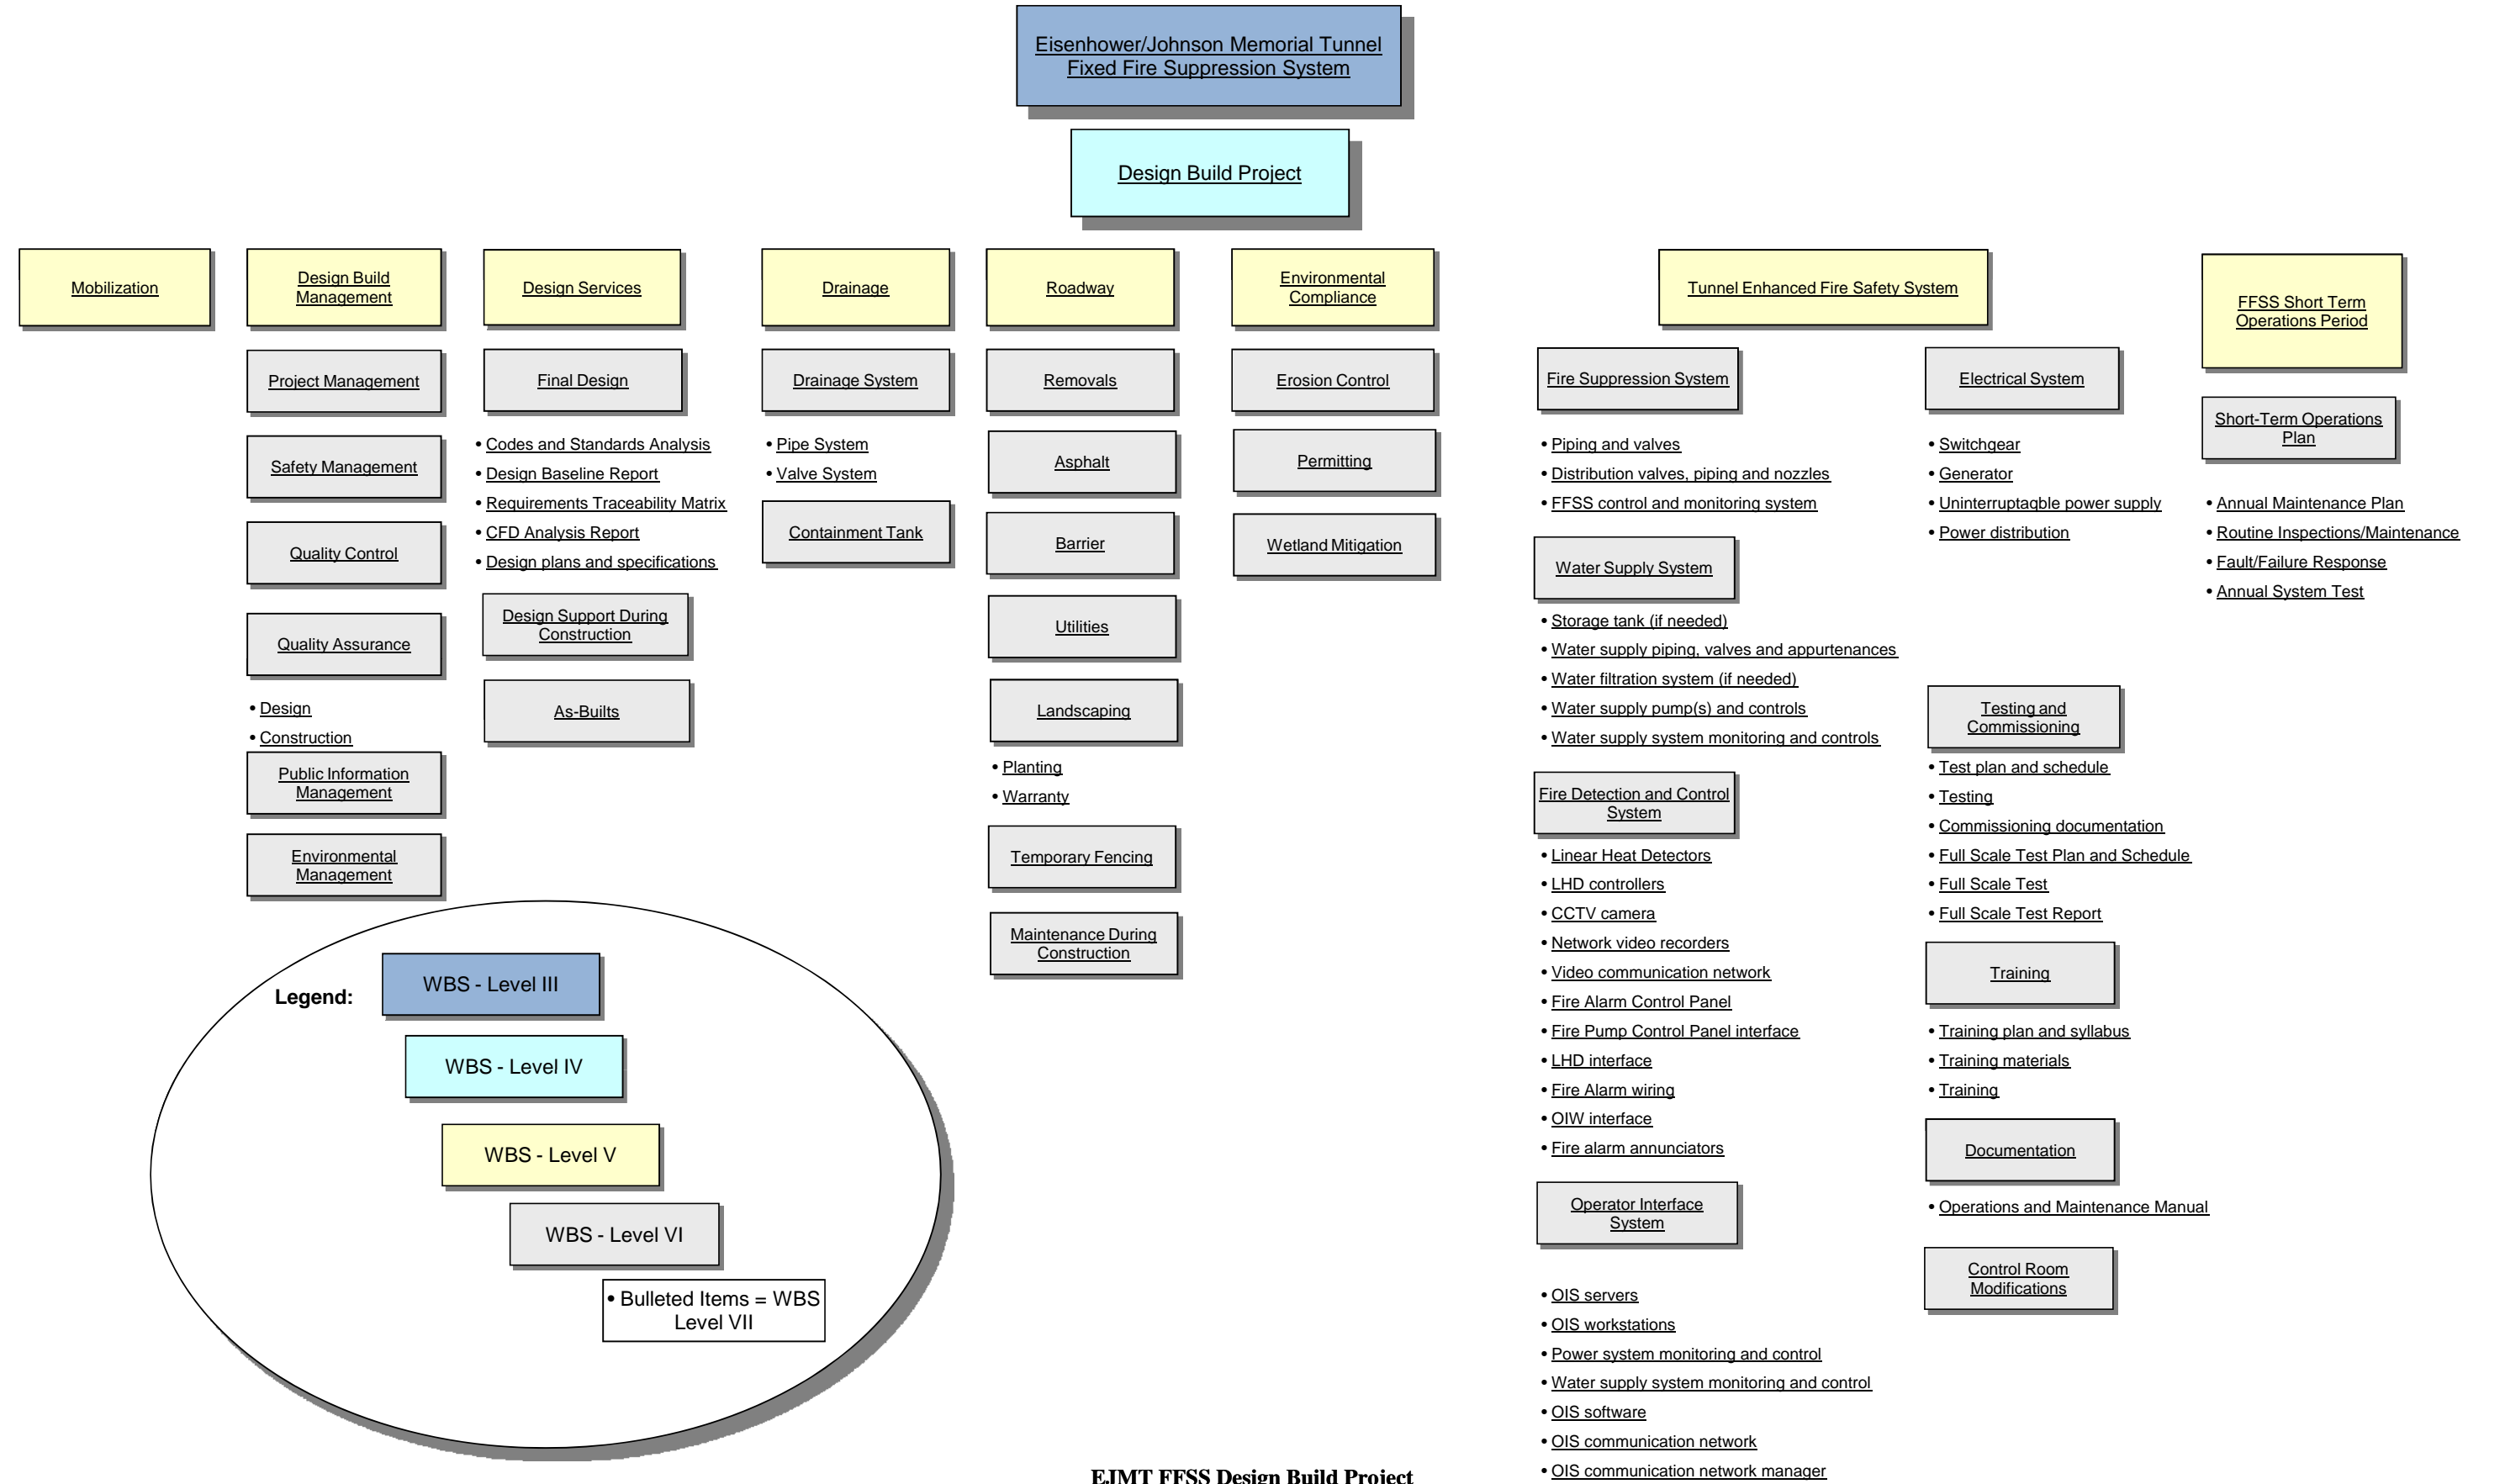 Eisenhower/Johnson Memorial Tunnel
Fixed Fire Suppression System
Design Build Project
Mobilization
Design Build
Management
Project Management
Safety Management
Quality Control
Quality Assurance
• Design
• Construction
Public Information
Management
Environmental
Management
Design Services
Final Design
• Codes and Standards Analysis
• Design Baseline Report
• Requirements Traceability Matrix
• CFD Analysis Report
• Design plans and specifications
Design Support During
Construction
As-Builts
Drainage
Drainage System
• Pipe System
• Valve System
Containment Tank
Roadway
Removals
Asphalt
Barrier
Utilities
Landscaping
• Planting
• Warranty
Temporary Fencing
Maintenance During
Construction
Environmental
Compliance
Erosion Control
Permitting
Wetland Mitigation
Tunnel Enhanced Fire Safety System
Fire Suppression System
• Piping and valves
• Distribution valves, piping and nozzles
• FFSS control and monitoring system
Water Supply System
• Storage tank (if needed)
• Water supply piping, valves and appurtenances
• Water filtration system (if needed)
• Water supply pump(s) and controls
• Water supply system monitoring and controls
Fire Detection and Control
System
• Linear Heat Detectors
• LHD controllers
• CCTV camera
• Network video recorders
• Video communication network
• Fire Alarm Control Panel
• Fire Pump Control Panel interface
• LHD interface
• Fire Alarm wiring
• OIW interface
• Fire alarm annunciators
Operator Interface
System
• OIS servers
• OIS workstations
• Power system monitoring and control
• Water supply system monitoring and control
• OIS software
• OIS communication network
• OIS communication network manager
Electrical System
• Switchgear
• Generator
• Uninterruptaqble power supply
• Power distribution
Testing and
Commissioning
• Test plan and schedule
• Testing
• Commissioning documentation
• Full Scale Test Plan and Schedule
• Full Scale Test
• Full Scale Test Report
Training
• Training plan and syllabus
• Training materials
• Training
Documentation
• Operations and Maintenance Manual
Control Room
Modifications
FFSS Short Term
Operations Period
Short-Term Operations
Plan
• Annual Maintenance Plan
• Routine Inspections/Maintenance
• Fault/Failure Response
• Annual System Test
Legend:
WBS - Level III
WBS - Level IV
WBS - Level V
WBS - Level VI
• Bulleted Items = WBS
Level VII
EJMT FFSS Design Build Project